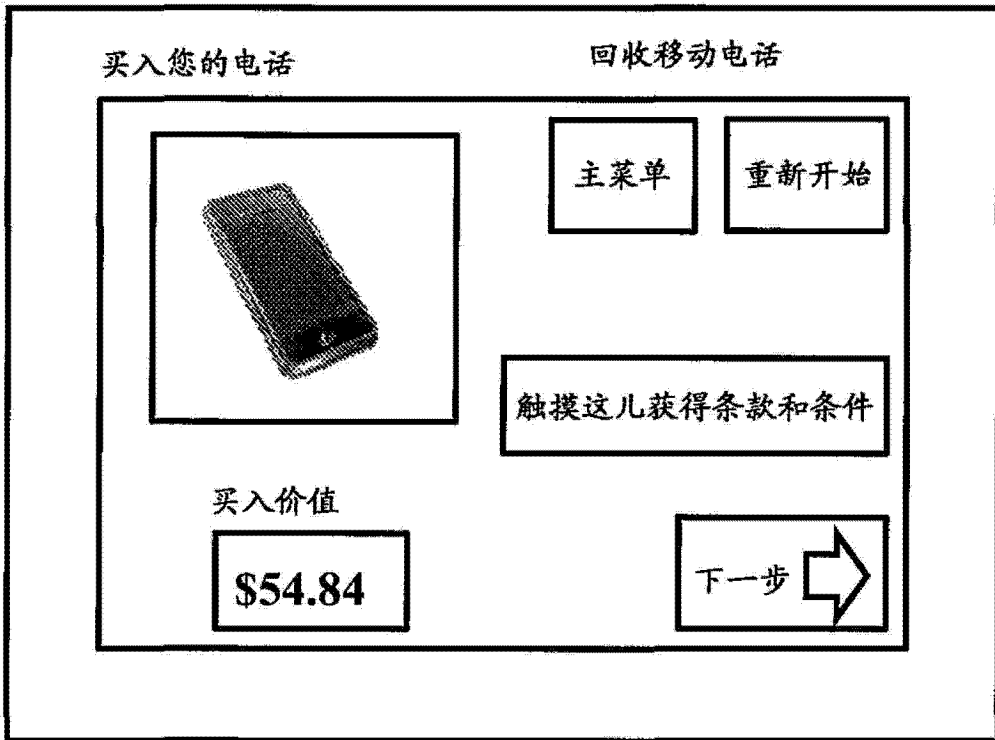 买入您的电话
回收移动电话
主菜单
重新开始
触摸这儿获得条款和条件
买入价值
$54.84
下一步